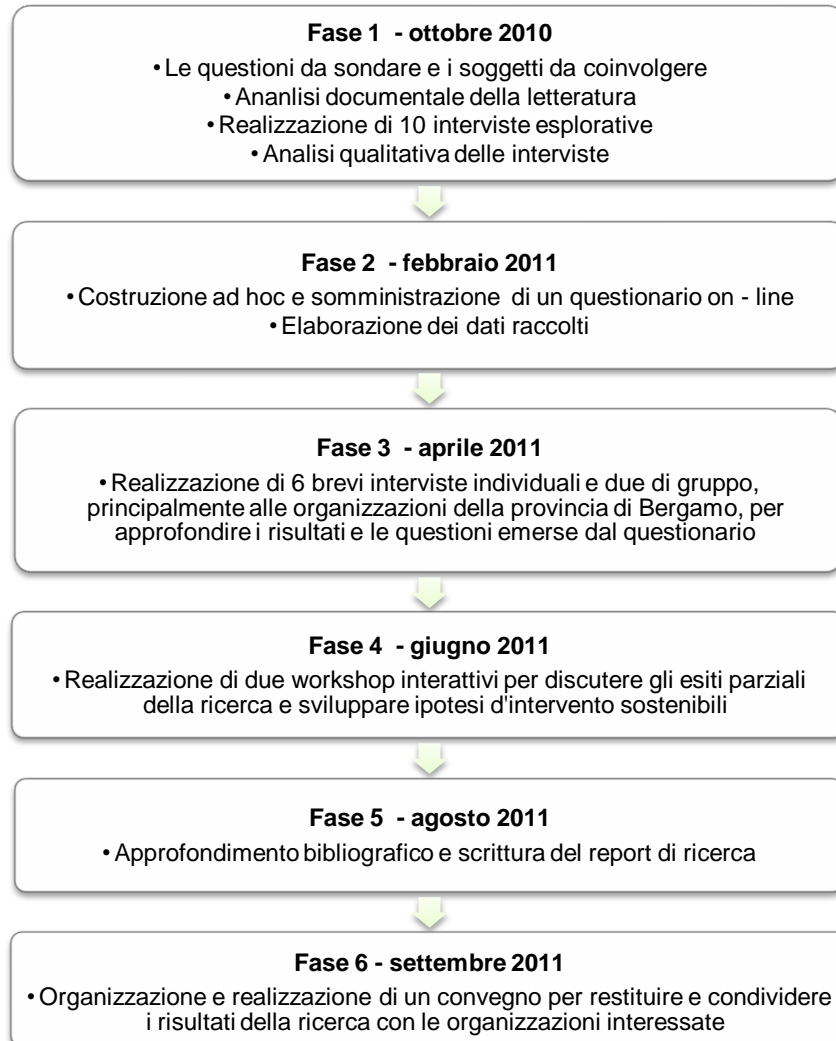 Fase 1 - ottobre 2010
• Le questioni da sondare e i soggetti da coinvolgere
• Ananlisi documentale della letteratura
• Realizzazione di 10 interviste esplorative
• Analisi qualitativa delle interviste
Fase 2 - febbraio 2011
• Costruzione ad hoc e somministrazione di un questionario on - line
• Elaborazione dei dati raccolti
Fase 3 - aprile 2011
• Realizzazione di 6 brevi interviste individuali e due di gruppo,
principalmente alle organizzazioni della provincia di Bergamo, per
approfondire i risultati e le questioni emerse dal questionario
Fase 4 - giugno 2011
• Realizzazione di due workshop interattivi per discutere gli esiti parziali
della ricerca e sviluppare ipotesi d'intervento sostenibili
Fase 5 - agosto 2011
• Approfondimento bibliografico e scrittura del report di ricerca
Fase 6 - settembre 2011
• Organizzazione e realizzazione di un convegno per restituire e condividere
i risultati della ricerca con le organizzazioni interessate